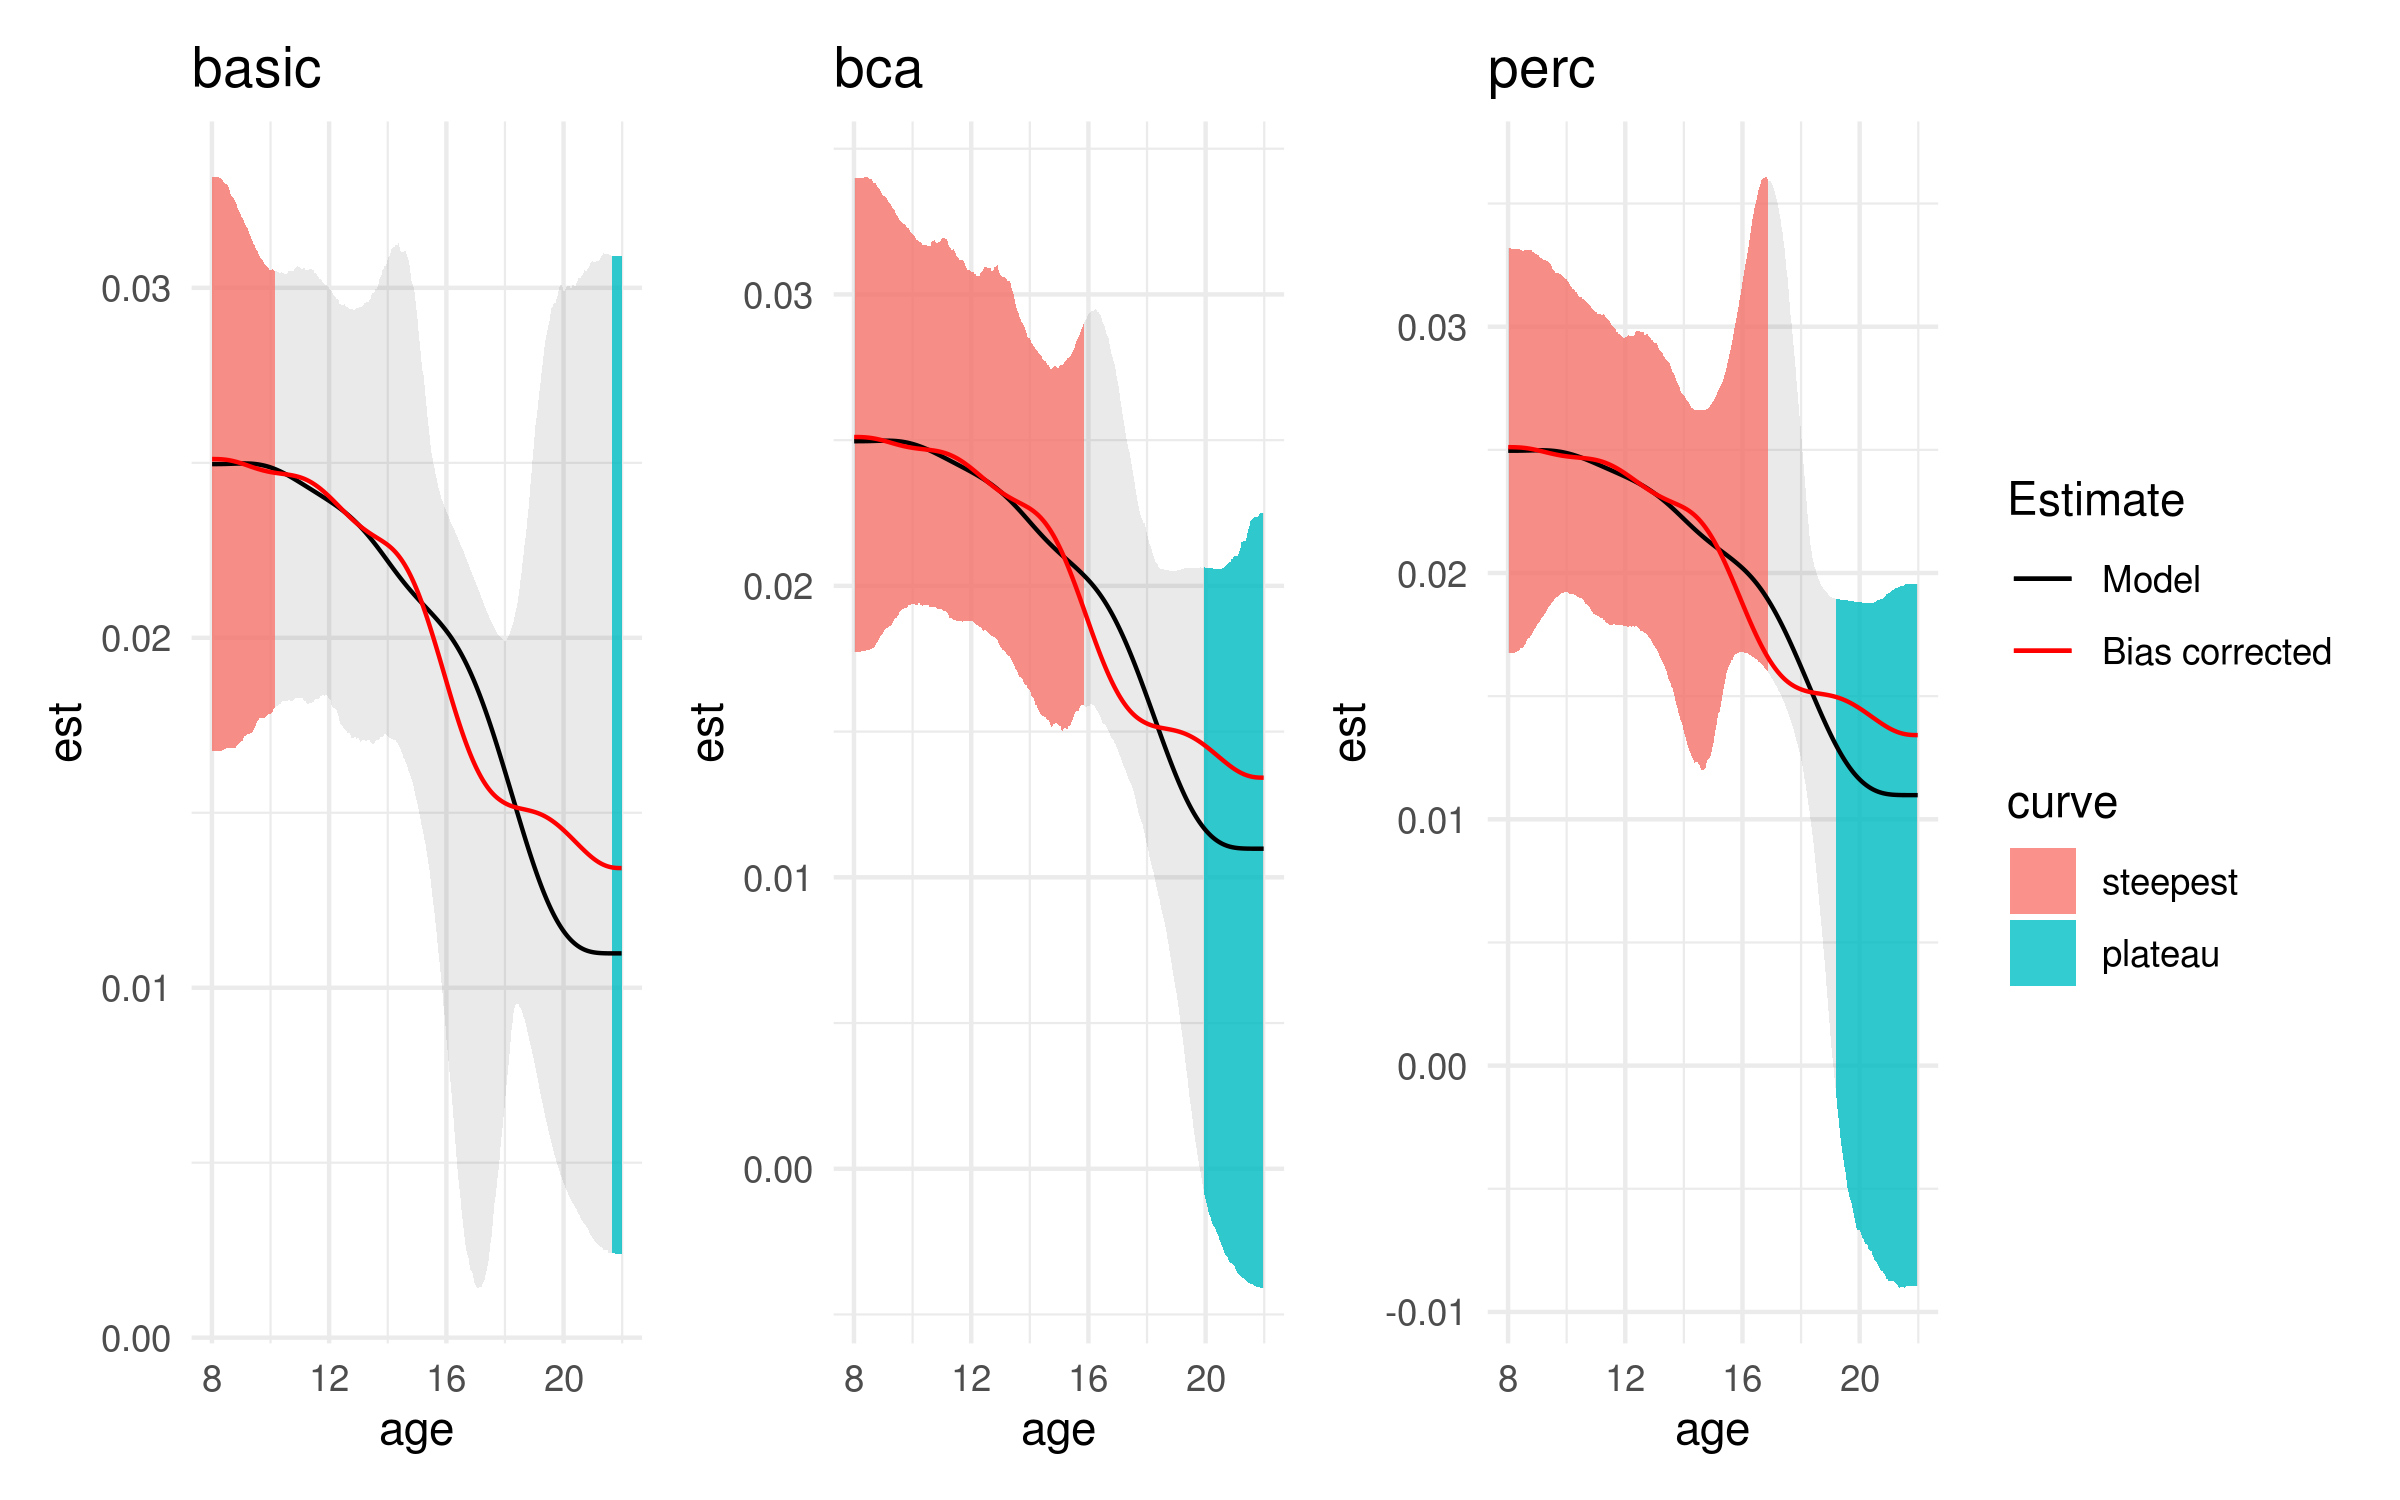 basic
est
0.03
0.02
0.01
0.00
8 12 16 20
age
bca
est
0.03
0.02
0.01
0.00
8 12 16 20
age
perc
est
0.03
0.02
0.01
0.00
-0.01
8 12 16 20
age
Estimate
Model
Bias corrected
curve
steepest
plateau